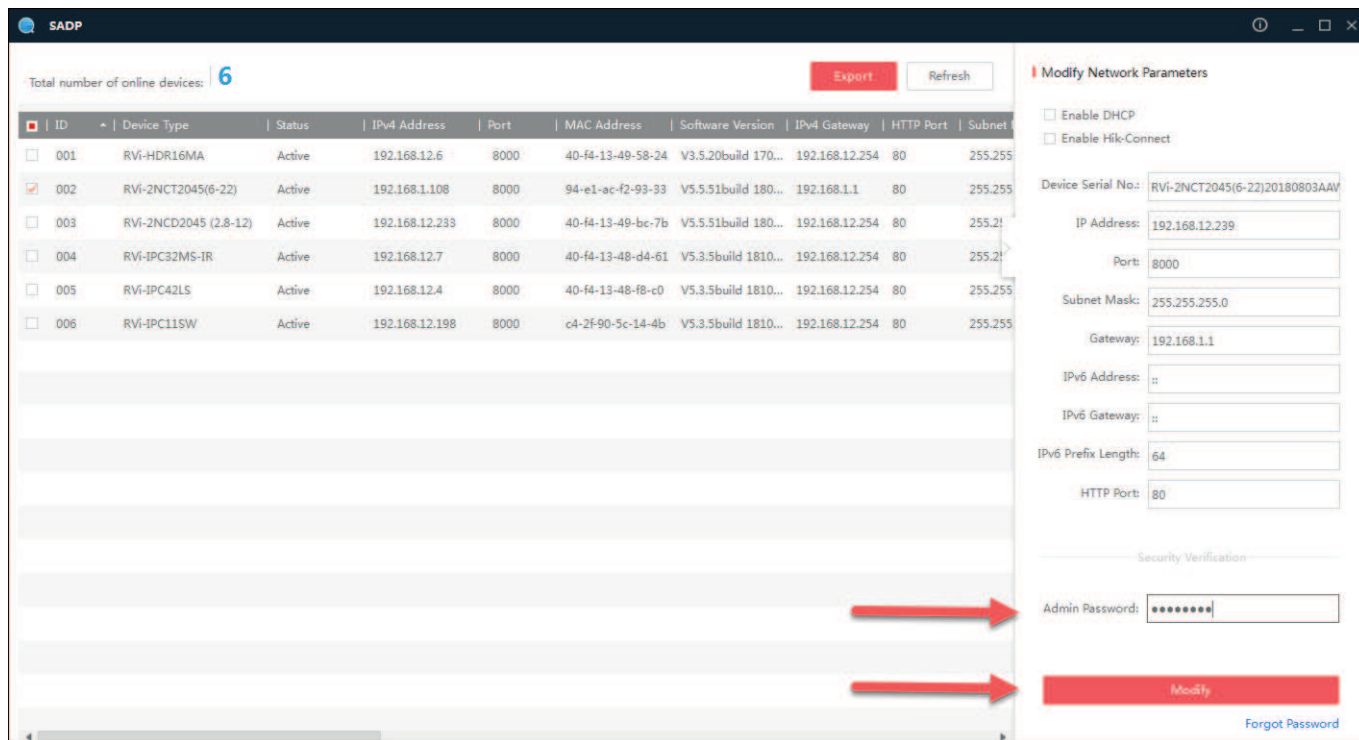 SADP
Total number of online devices: 6
Export
Refresh
ID | Device Type | Status | IPv4 Address | Port | MAC Address | Software Version | IPv4 Gateway | HTTP Port | Subnet
001 RVi-HDR16MA Active 192.168.12.6 8000 40-f4-13-49-58-24 V3.5.20build 170... 192.168.12.254 80 255.255
002 RVi-2NCT2045(6-22) Active 192.168.1.108 8000 94-e1-ac-f2-93-33 V5.5.51build 180... 192.168.1.1 80 255.255
003 RVi-2NCD2045 (2.8-12) Active 192.168.12.233 8000 40-f4-13-49-bc-7b V5.5.51build 180... 192.168.12.254 80 255.2
004 RVi-IPC32MS-IR Active 192.168.12.7 8000 40-f4-13-48-d4-61 V5.3.5build 1810... 192.168.12.254 80 255.2
005 RVi-IPC42LS Active 192.168.12.4 8000 40-f4-13-48-f8-c0 V5.3.5build 1810... 192.168.12.254 80 255.255
006 RVi-IPC11SW Active 192.168.12.198 8000 c4-2f-90-5c-14-4b V5.3.5build 1810... 192.168.12.254 80 255.255
Modify Network Parameters
Enable DHCP
Enable Hik-Connect
Device Serial No.: RVi-2NCT2045(6-22)20180803AAW
IP Address: 192.168.12.239
Port: 8000
Subnet Mask: 255.255.255.0
Gateway: 192.168.1.1
IPv6 Address: ::
IPv6 Gateway: ::
IPv6 Prefix Length: 64
HTTP Port: 80
Security Verification
Admin Password: ●●●●●●●●
Modify
Forgot Password